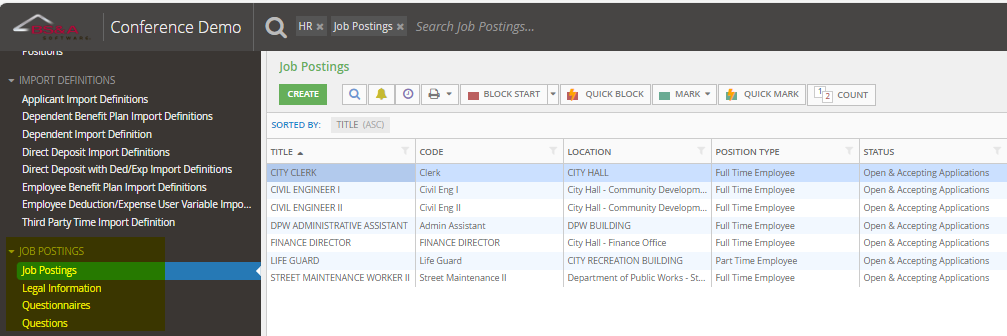 BS&A SOFTWARE
Conference Demo
HR × Job Postings × Search Job Postings...
Positions
IMPORT DEFINITIONS
Applicant Import Definitions
Dependent Benefit Plan Import Definitions
Dependent Import Definition
Direct Deposit Import Definitions
Direct Deposit with Ded/Exp Import Definitions
Employee Benefit Plan Import Definitions
Employee Deduction/Expense User Variable Impo...
Third Party Time Import Definition
JOB POSTINGS
Job Postings
Legal Information
Questionnaires
Questions
Job Postings
CREATE BLOCK START QUICK BLOCK MARK QUICK MARK 1 2 COUNT
SORTED BY: TITLE (ASC)
TITLE CODE LOCATION POSITION TYPE STATUS
CITY CLERK Clerk CITY HALL Full Time Employee Open & Accepting Applications
CIVIL ENGINEER I Civil Eng I City Hall - Community Developm... Full Time Employee Open & Accepting Applications
CIVIL ENGINEER II Civil Eng II City Hall - Community Developm... Full Time Employee Open & Accepting Applications
DPW ADMINISTRATIVE ASSISTANT Admin Assistant DPW BUILDING Full Time Employee Open & Accepting Applications
FINANCE DIRECTOR FINANCE DIRECTOR City Hall - Finance Office Full Time Employee Open & Accepting Applications
LIFE GUARD Life Guard CITY RECREATION BUILDING Part Time Employee Open & Accepting Applications
STREET MAINTENANCE WORKER II Street Maintenance II Department of Public Works - St... Full Time Employee Open & Accepting Applications